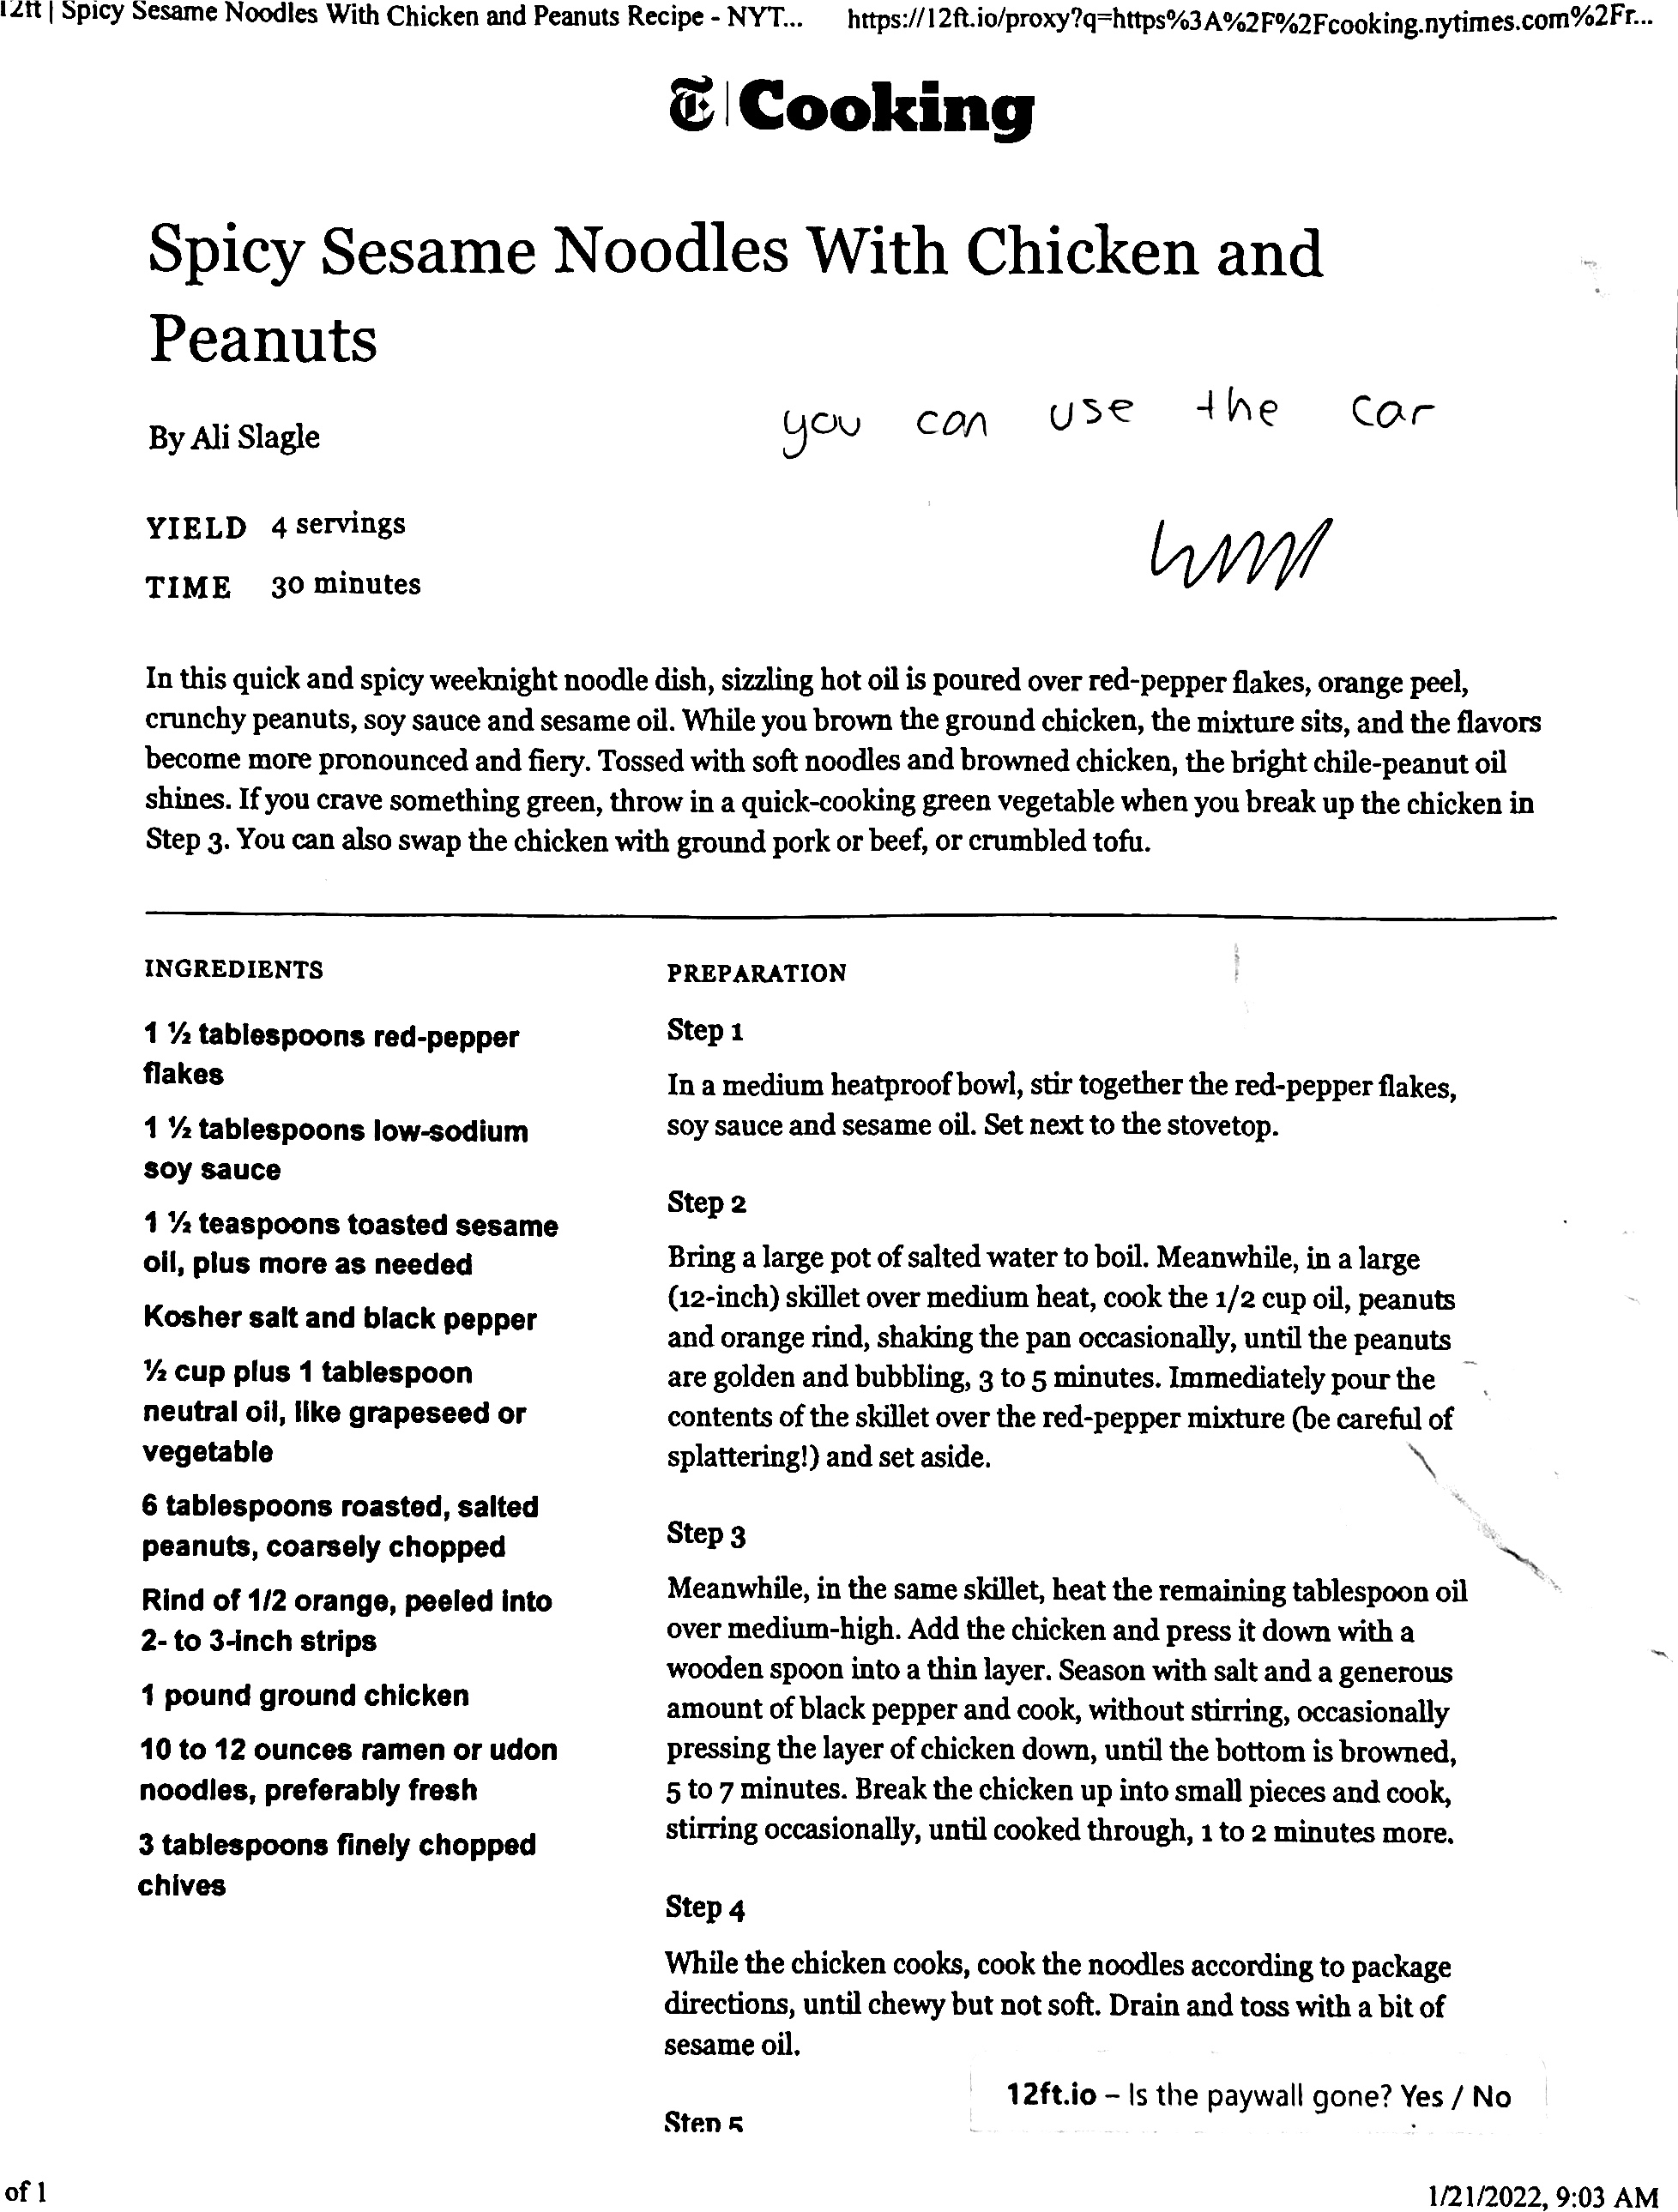 12ft | Spicy Sesame Noodles With Chicken and Peanuts Recipe - NYT... https://12ft.io/proxy?q=https%3A%2F%2Fcooking.nytimes.com%2Fr...
T | Cooking
Spicy Sesame Noodles With Chicken and
Peanuts
you can use the car
By Ali Slagle
YIELD 4 servings
TIME 30 minutes
In this quick and spicy weeknight noodle dish, sizzling hot oil is poured over red-pepper flakes, orange peel,
crunchy peanuts, soy sauce and sesame oil. While you brown the ground chicken, the mixture sits, and the flavors
become more pronounced and fiery. Tossed with soft noodles and browned chicken, the bright chile-peanut oil
shines. If you crave something green, throw in a quick-cooking green vegetable when you break up the chicken in
Step 3. You can also swap the chicken with ground pork or beef, or crumbled tofu.
INGREDIENTS
1 ½ tablespoons red-pepper
flakes
1 ½ tablespoons low-sodium
soy sauce
1 ½ teaspoons toasted sesame
oil, plus more as needed
Kosher salt and black pepper
½ cup plus 1 tablespoon
neutral oil, like grapeseed or
vegetable
6 tablespoons roasted, salted
peanuts, coarsely chopped
Rind of 1/2 orange, peeled into
2- to 3-inch strips
1 pound ground chicken
10 to 12 ounces ramen or udon
noodles, preferably fresh
3 tablespoons finely chopped
chives
PREPARATION
Step 1
In a medium heatproof bowl, stir together the red-pepper flakes,
soy sauce and sesame oil. Set next to the stovetop.
Step 2
Bring a large pot of salted water to boil. Meanwhile, in a large
(12-inch) skillet over medium heat, cook the 1/2 cup oil, peanuts
and orange rind, shaking the pan occasionally, until the peanuts
are golden and bubbling, 3 to 5 minutes. Immediately pour the
contents of the skillet over the red-pepper mixture (be careful of
splattering!) and set aside.
Step 3
Meanwhile, in the same skillet, heat the remaining tablespoon oil
over medium-high. Add the chicken and press it down with a
wooden spoon into a thin layer. Season with salt and a generous
amount of black pepper and cook, without stirring, occasionally
pressing the layer of chicken down, until the bottom is browned,
5 to 7 minutes. Break the chicken up into small pieces and cook,
stirring occasionally, until cooked through, 1 to 2 minutes more.
Step 4
While the chicken cooks, cook the noodles according to package
directions, until chewy but not soft. Drain and toss with a bit of
sesame oil.
Step 5
12ft.io – Is the paywall gone? Yes / No
of 1
1/21/2022, 9:03 AM